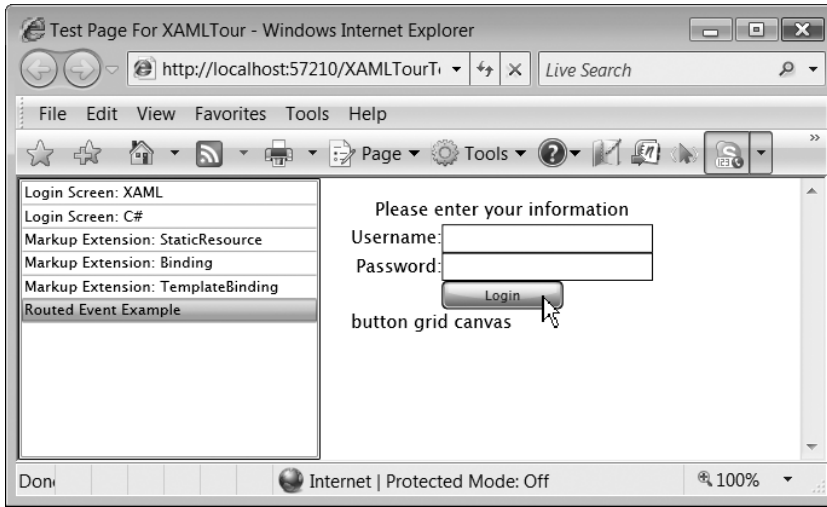 Test Page For XAMLTour - Windows Internet Explorer
http://localhost:57210/XAMLTourT
Live Search
File Edit View Favorites Tools Help
Page Tools
Login Screen: XAML
Login Screen: C#
Markup Extension: StaticResource
Markup Extension: Binding
Markup Extension: TemplateBinding
Routed Event Example
Please enter your information
Username:
Password:
Login
button grid canvas
Internet | Protected Mode: Off
100%